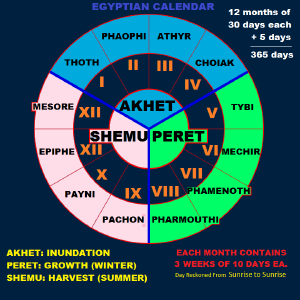 EGYPTIAN CALENDAR
12 months of
30 days each
+ 5 days
365 days
PHAOPHI
ATHYR
THOTH
CHOIAK
II
III
I
IV
AKHET
MESORE
TYBI
XII
V
SHEMU
PERET
EPIPHE
XII
VI
MECHIR
X
VII
PAYNI
PHAMENOTH
IX
VIII
PACHON
PHARMOUTHI
AKHET: INUNDATION
PERET: GROWTH (WINTER)
SHEMU: HARVEST (SUMMER)
EACH MONTH CONTAINS
3 WEEKS OF 10 DAYS EA.
Day Reckoned From Sunrise to Sunrise